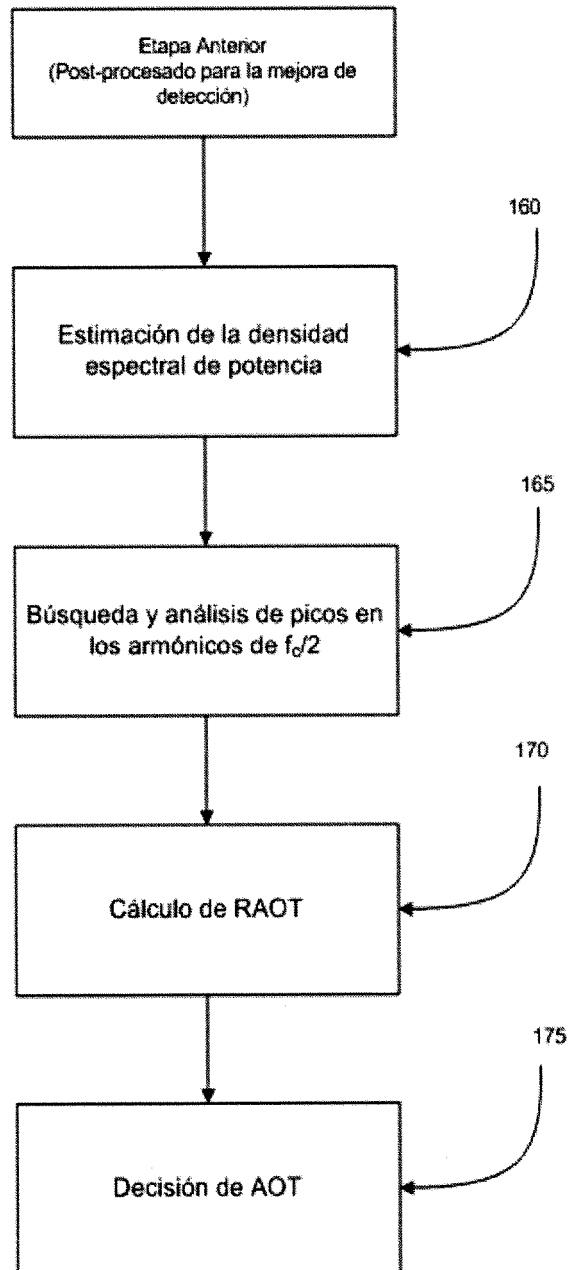 Etapa Anterior
(Post-procesado para la mejora de
detección)
160
Estimación de la densidad
espectral de potencia
165
Búsqueda y análisis de picos en
los armónicos de fc/2
170
Cálculo de RAOT
175
Decisión de AOT